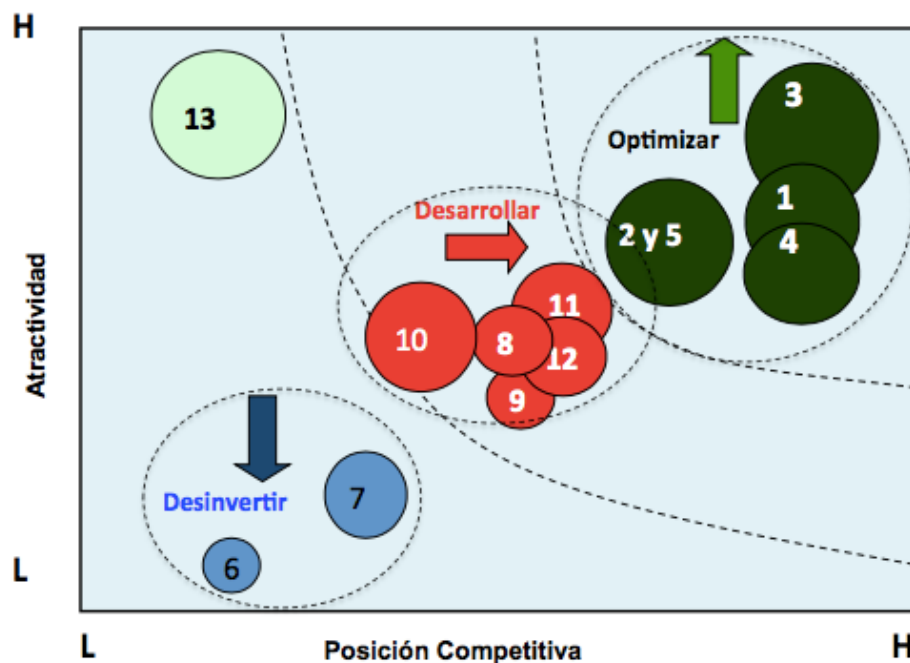 H
13
3
Optimizar
1
2 y 5
4
Desarrollar
11
10
8
12
9
Atractividad
Desinvertir
7
6
L
L
Posición Competitiva
H